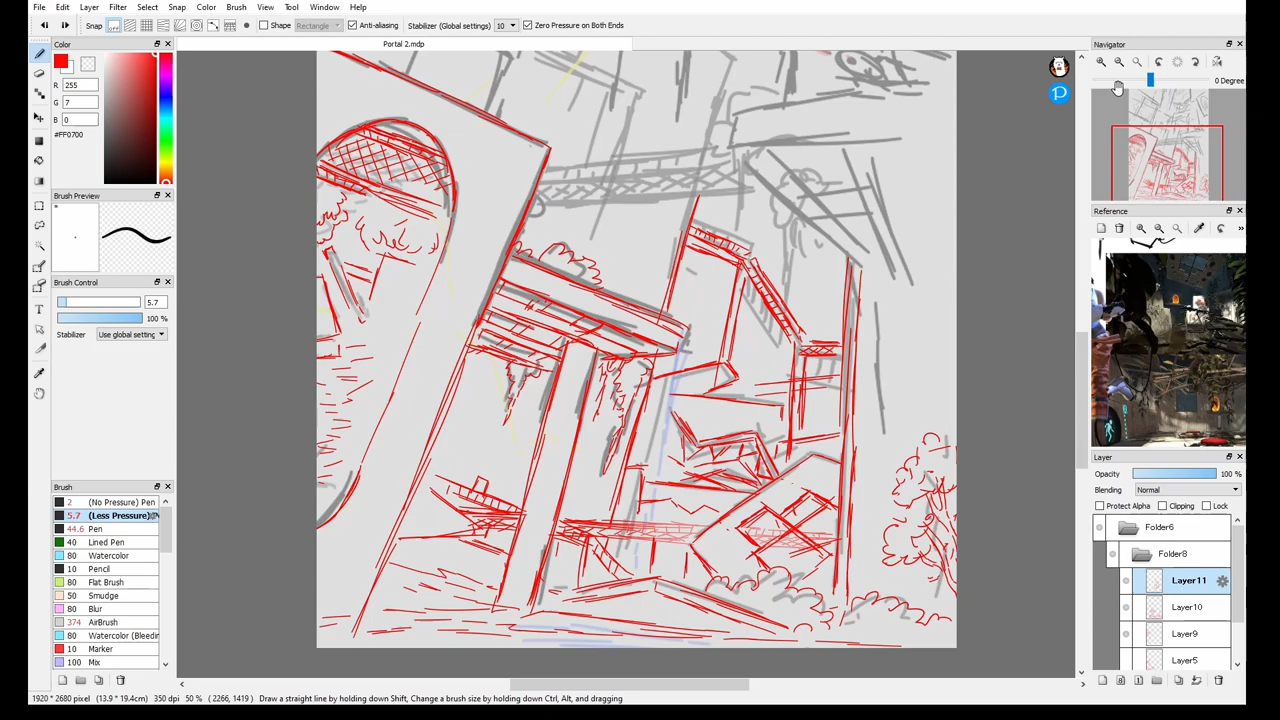 File Edit Layer Filter Select Snap Color Brush View Tool Window Help
Snap Shape Rectangle Anti-aliasing Stabilizer (Global settings) 10 Zero Pressure on Both Ends
Portal 2.mdp
Color
R 255
G 7
B 0
#FF0700
Brush Preview
Brush Control
5.7
100 %
Stabilizer Use global setting
Brush
2 (No Pressure) Pen
5.7 (Less Pressure)
44.6 Pen
40 Lined Pen
80 Watercolor
10 Pencil
80 Flat Brush
50 Smudge
80 Blur
374 AirBrush
80 Watercolor (Bleedin
10 Marker
100 Mix
Navigator
0 Degree
Reference
Layer
Opacity 100 %
Blending Normal
Protect Alpha Clipping Lock
Folder6
Folder8
Layer11
Layer10
Layer9
Layer5
1920 * 2680 pixel (13.9 * 19.4cm) 350 dpi 50 % ( 2266, 1419 ) Draw a straight line by holding down Shift, Change a brush size by holding down Ctrl, Alt, and dragging